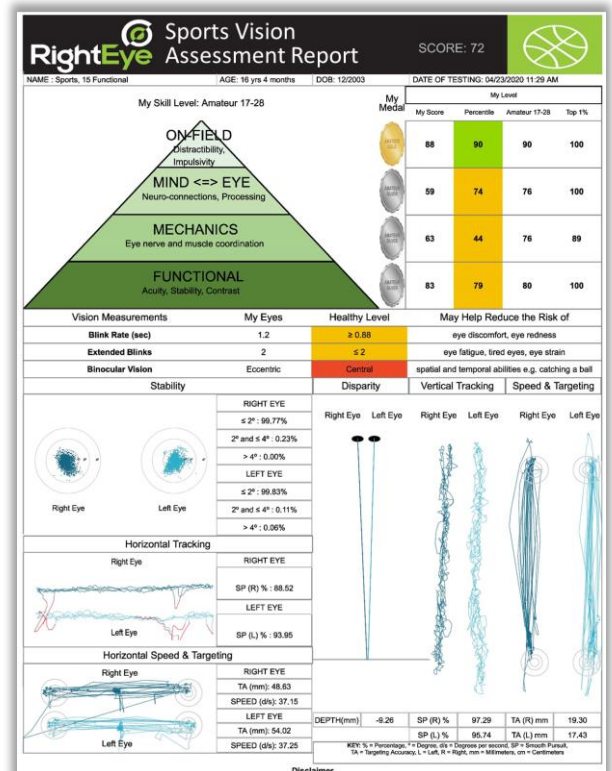 RightEye
Sports Vision
Assessment Report
SCORE: 72
NAME : Sports, 15 Functional AGE: 16 yrs 4 months DOB: 12/2003 DATE OF TESTING: 04/23/2020 11:29 AM
My Skill Level: Amateur 17-28
My
Medal
My Level
My Score Percentile Amateur 17-28 Top 1%
ON-FIELD
Distractibility,
Impulsivity
88 90 90 100
MIND <=> EYE
Neuro-connections, Processing
59 74 76 100
MECHANICS
Eye nerve and muscle coordination
63 44 76 89
FUNCTIONAL
Acuity, Stability, Contrast
83 79 80 100
Vision Measurements My Eyes Healthy Level May Help Reduce the Risk of
Blink Rate (sec) 1.2 ≥ 0.88 eye discomfort, eye redness
Extended Blinks 2 ≤ 2 eye fatigue, tired eyes, eye strain
Binocular Vision Eccentric Central spatial and temporal abilities e.g. catching a ball
Stability Disparity Vertical Tracking Speed & Targeting
Right Eye Left Eye
RIGHT EYE
≤ 2º : 99.77%
2º and ≤ 4º : 0.23%
> 4º : 0.00%
LEFT EYE
≤ 2º : 99.83%
2º and ≤ 4º : 0.11%
> 4º : 0.06%
Right Eye Left Eye Right Eye Left Eye Right Eye Left Eye
Horizontal Tracking
Right Eye
Left Eye
RIGHT EYE
SP (R) % : 88.52
LEFT EYE
SP (L) % : 93.95
Horizontal Speed & Targeting
Right Eye
Left Eye
RIGHT EYE
TA (mm): 48.63
SPEED (d/s): 37.15
LEFT EYE
TA (mm): 54.02
SPEED (d/s): 37.25
DEPTH(mm) -9.26 SP (R) % 97.29 TA (R) mm 19.30
SP (L) % 95.74 TA (L) mm 17.43
KEY: % = Percentage, º = Degree, d/s = Degrees per second, SP = Smooth Pursuit,
TA = Targeting Accuracy, L = Left, R = Right, mm = Millimeters, cm = Centimeters
Disclaimer